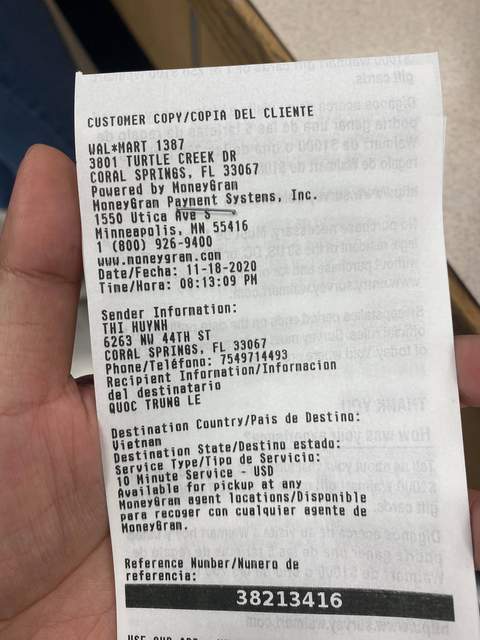 CUSTOMER COPY/COPIA DEL CLIENTE
WAL*MART 1387
3801 TURTLE CREEK DR
CORAL SPRINGS, FL 33067
Powered by MoneyGram
MoneyGram Payment Systems, Inc.
1550 Utica Ave S
Minneapolis, MN 55416
1 (800) 926-9400
www.moneygram.com
Date/Fecha: 11-18-2020
Time/Hora: 08:13:09 PM
Sender Information:
THI HUYNH
6263 NW 44TH ST
CORAL SPRINGS, FL 33067
Phone/Teléfono: 7549714493
Recipient Information/Informacion
del destinatario
QUOC TRUNG LE
Destination Country/Pais de Destino:
Vietnam
Destination State/Destino estado:
Service Type/Tipo de Servicio:
10 Minute Service - USD
Available for pickup at any
MoneyGram agent locations/Disponible
para recoger con cualquier agente de
MoneyGram.
Reference Number/Numero de
referencia:
38213416